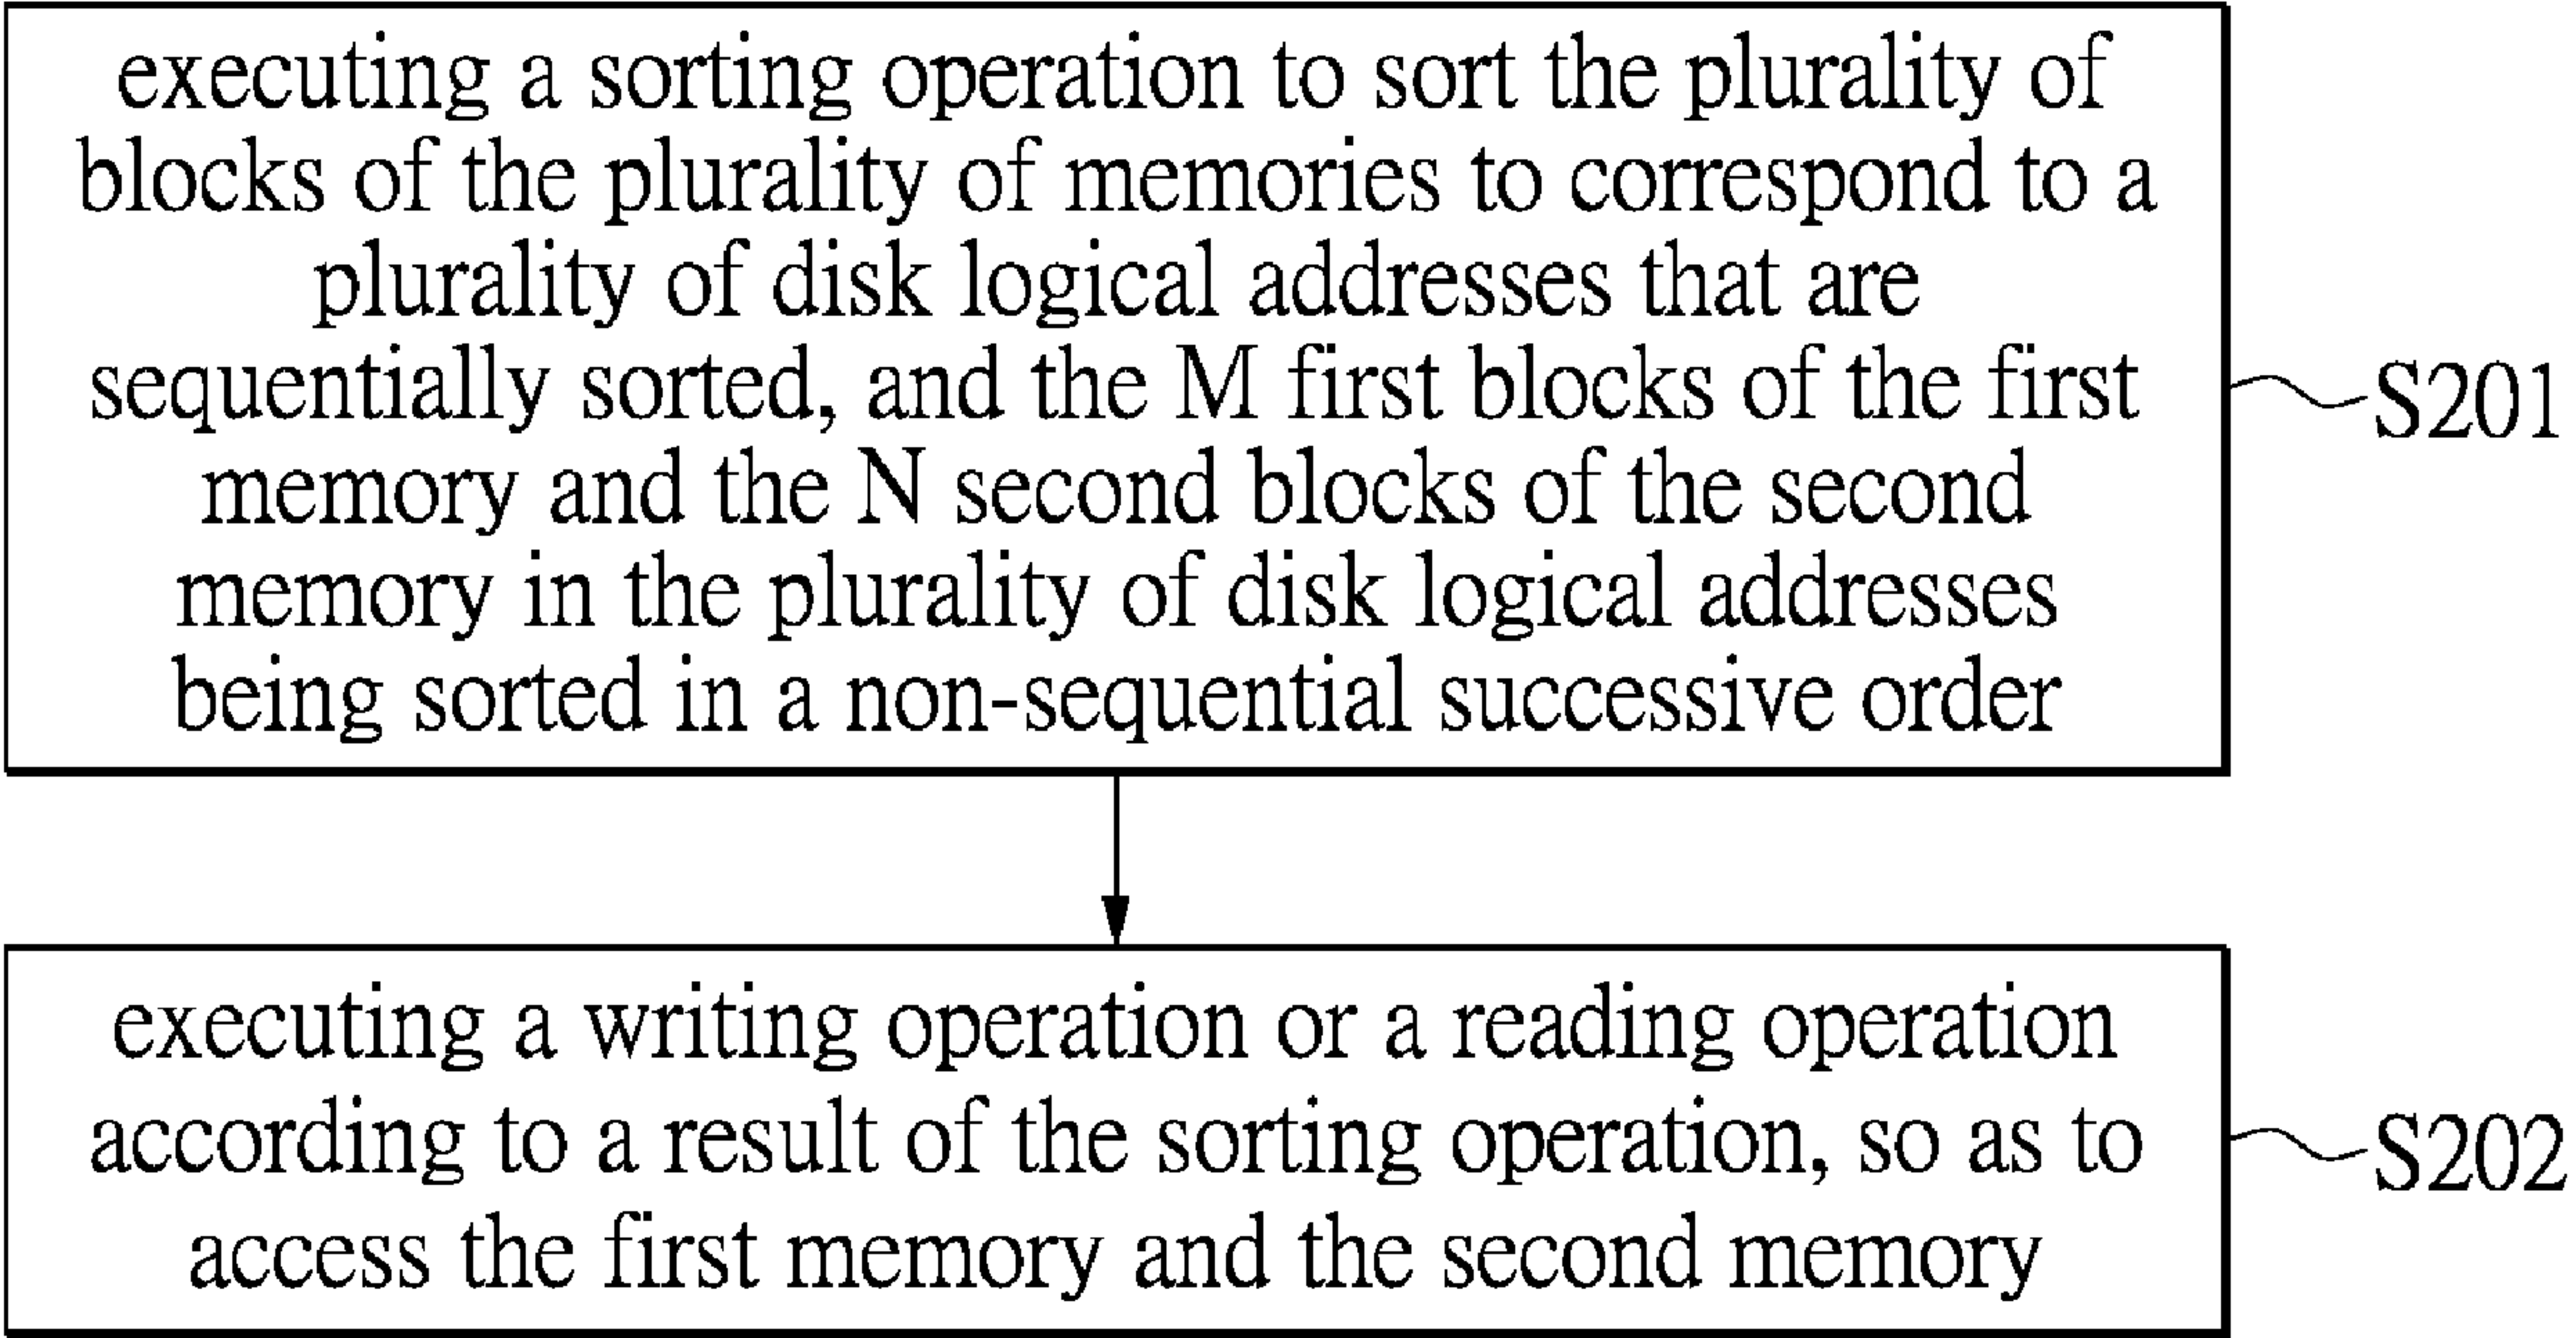 executing a sorting operation to sort the plurality of
blocks of the plurality of memories to correspond to a
plurality of disk logical addresses that are
sequentially sorted, and the M first blocks of the first
memory and the N second blocks of the second
memory in the plurality of disk logical addresses
being sorted in a non-sequential successive order
S201
executing a writing operation or a reading operation
according to a result of the sorting operation, so as to
access the first memory and the second memory
S202